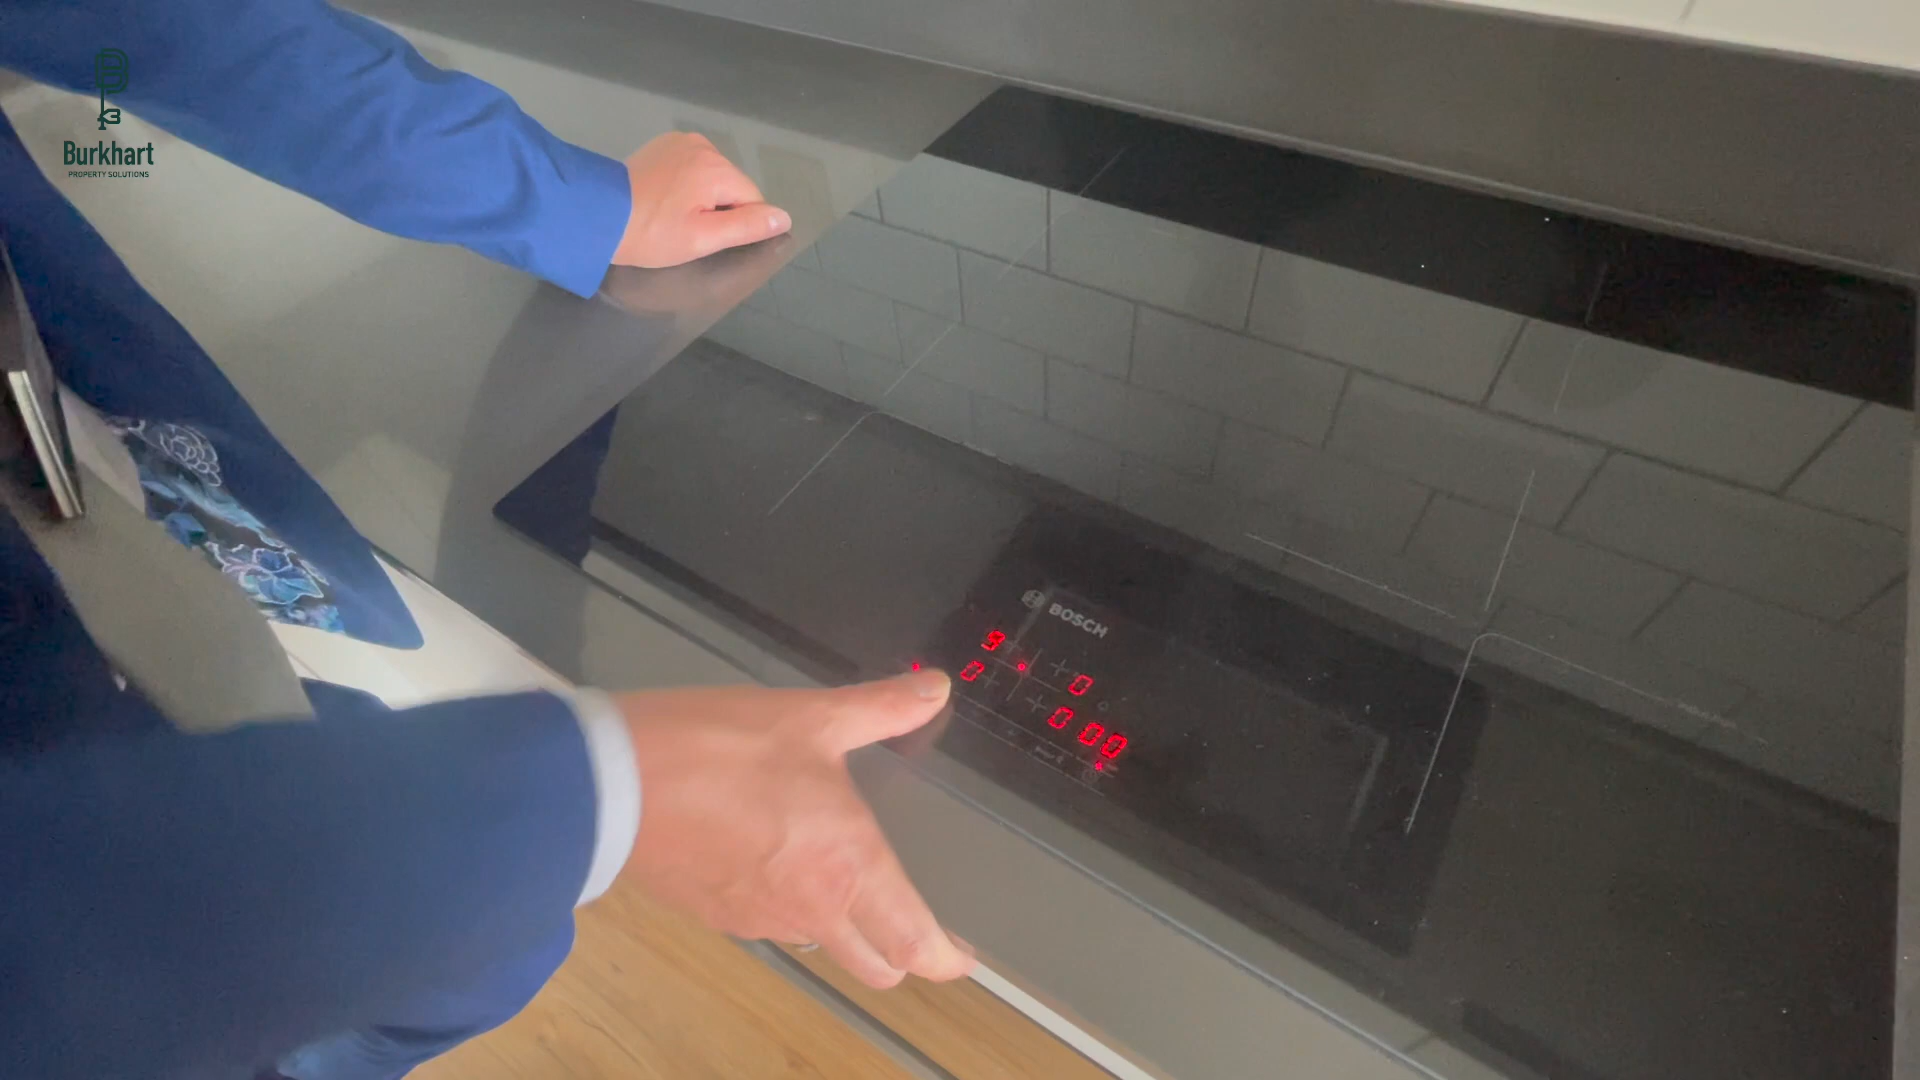 Burkhart
PROPERTY SOLUTIONS
BOSCH
9
0
0
0 00